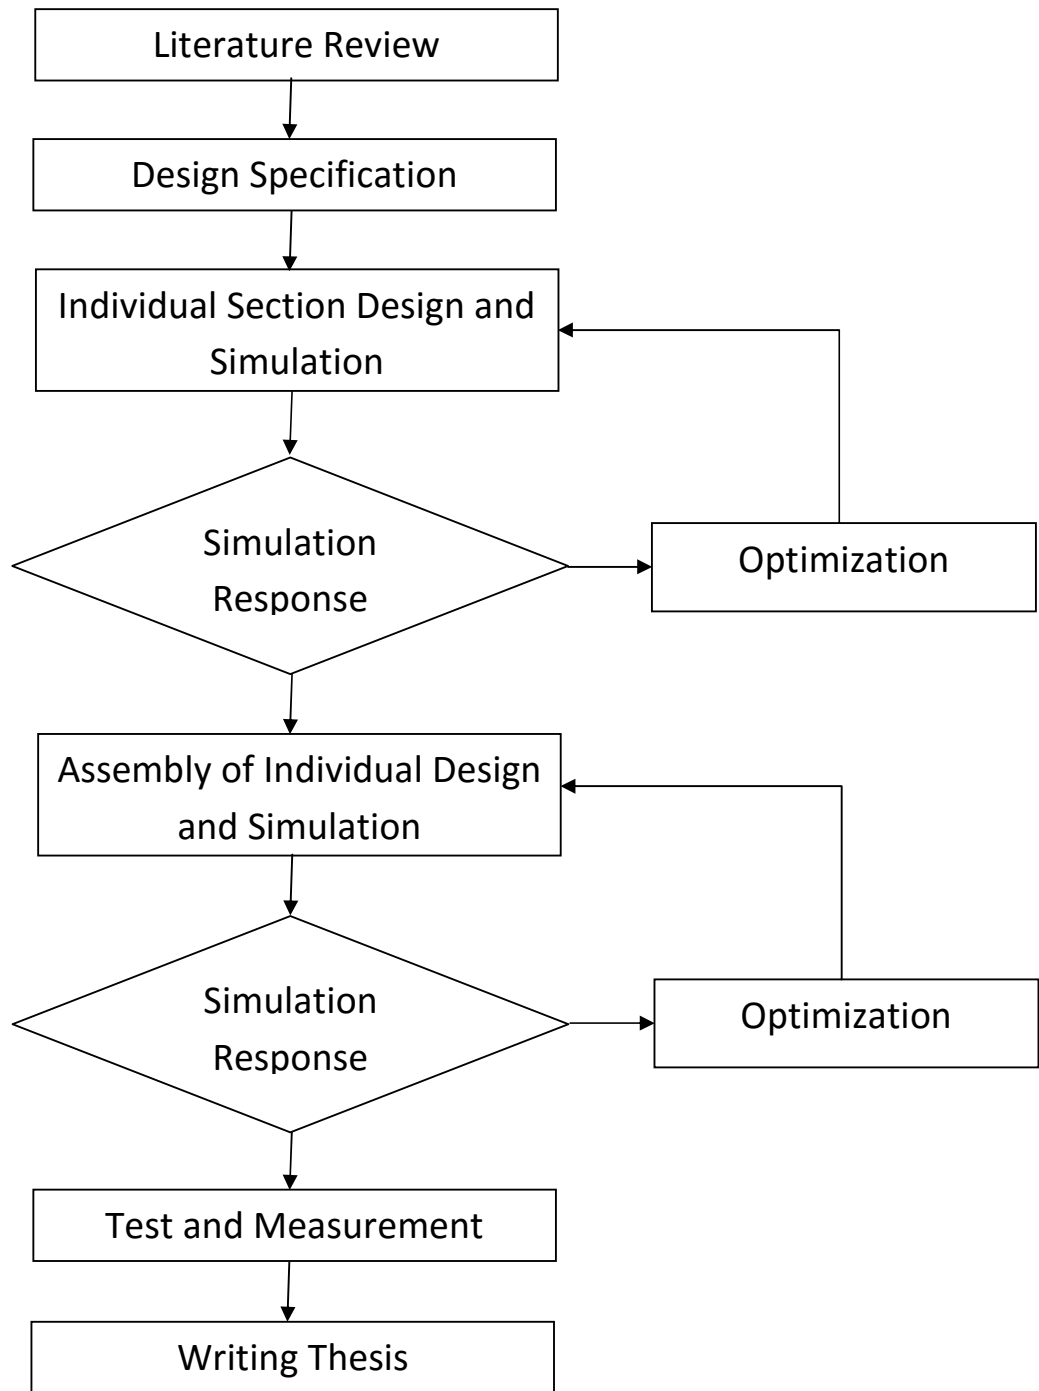 Literature Review
Design Specification
Individual Section Design and
Simulation
Simulation
Response
Optimization
Assembly of Individual Design
and Simulation
Simulation
Response
Optimization
Test and Measurement
Writing Thesis